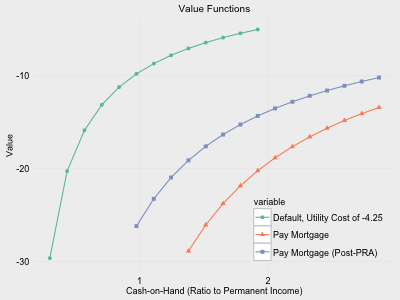 Value Functions
Value
-10
-20
-30
variable
Default, Utility Cost of -4.25
Pay Mortgage
Pay Mortgage (Post-PRA)
1 2
Cash-on-Hand (Ratio to Permanent Income)